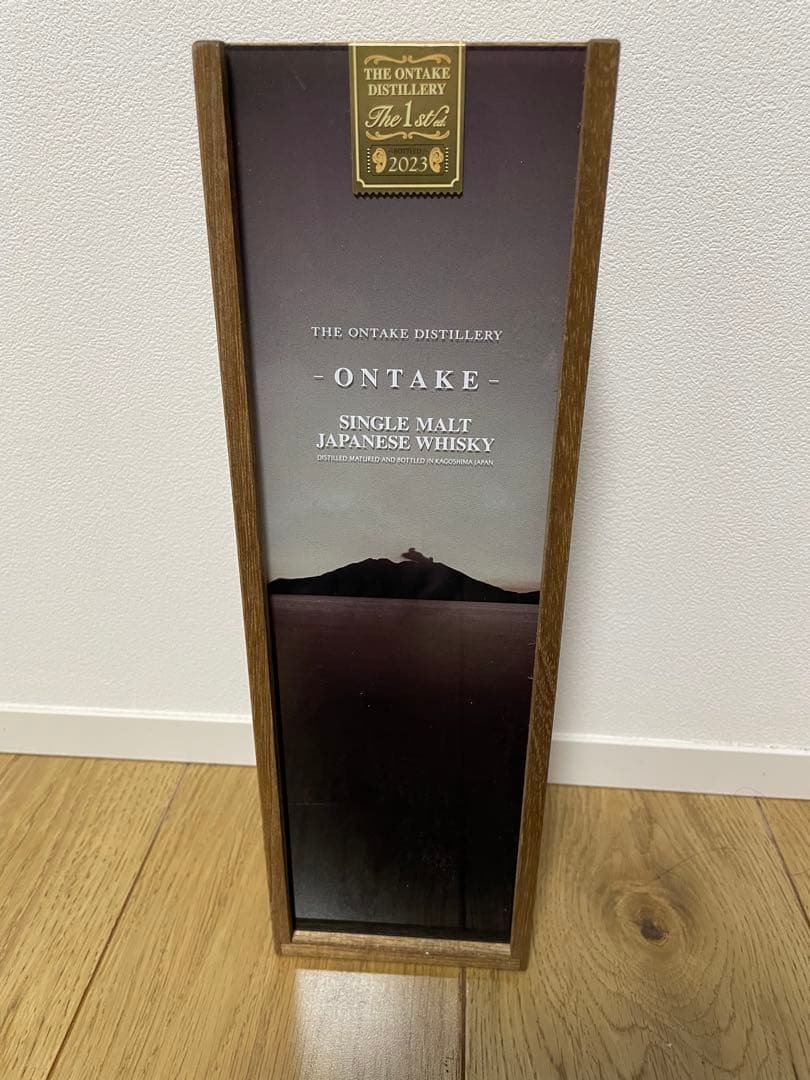 THE ONTAKE
DISTILLERY
The 1st ed.
BOTTLED
2023
THE ONTAKE DISTILLERY
- ONTAKE -
SINGLE MALT
JAPANESE WHISKY
DISTILLED, MATURED AND BOTTLED IN KAGOSHIMA JAPAN